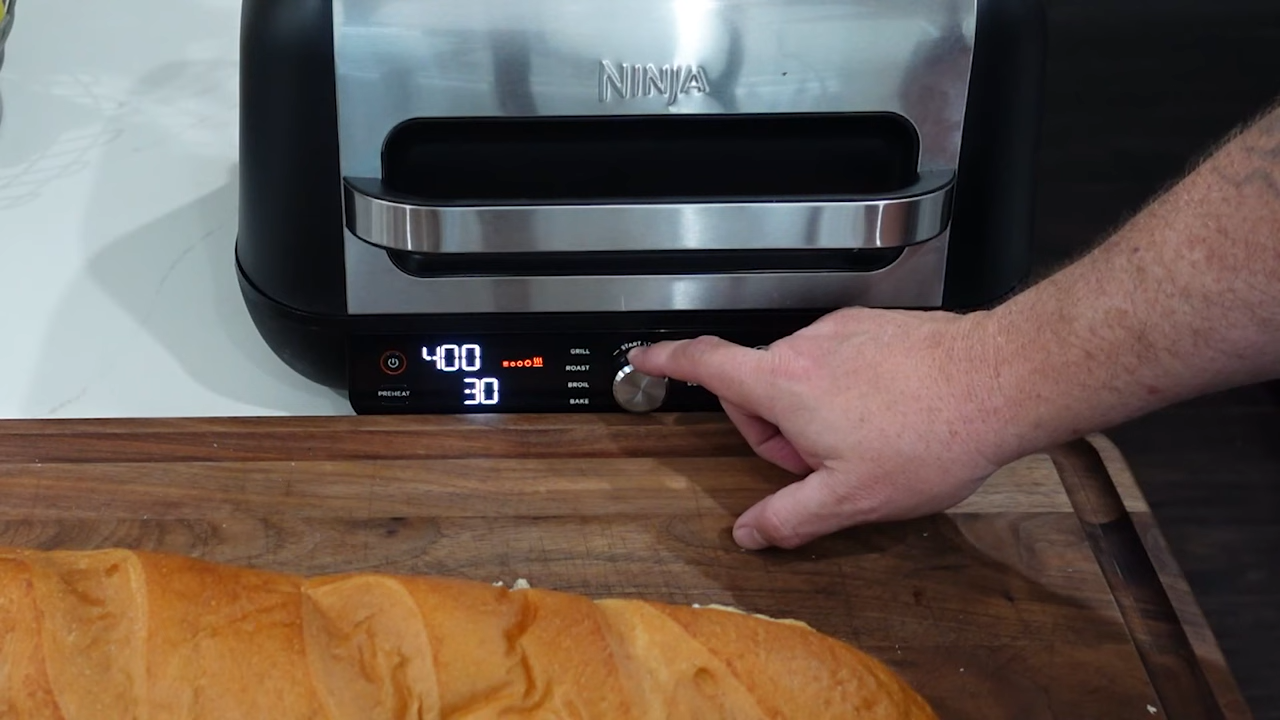 NINJA
400
30
PREHEAT
GRILL
ROAST
BROIL
BAKE
START